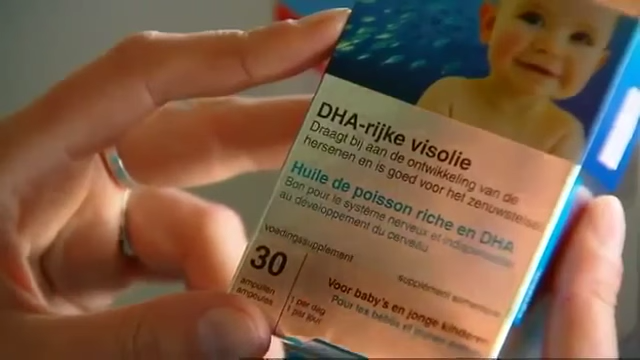 DHA-rijke visolie
Draagt bij aan de ontwikkeling van de
hersenen en is goed voor het zenuwstelsel
Huile de poisson riche en DHA
Bon pour le système nerveux et indispensable
au développement du cerveau
voedingssupplement
supplément alimentaire
30
ampullen
ampoules
1 per dag
1 par jour
Voor baby's en jonge kinderen
Pour les bébés et jeunes